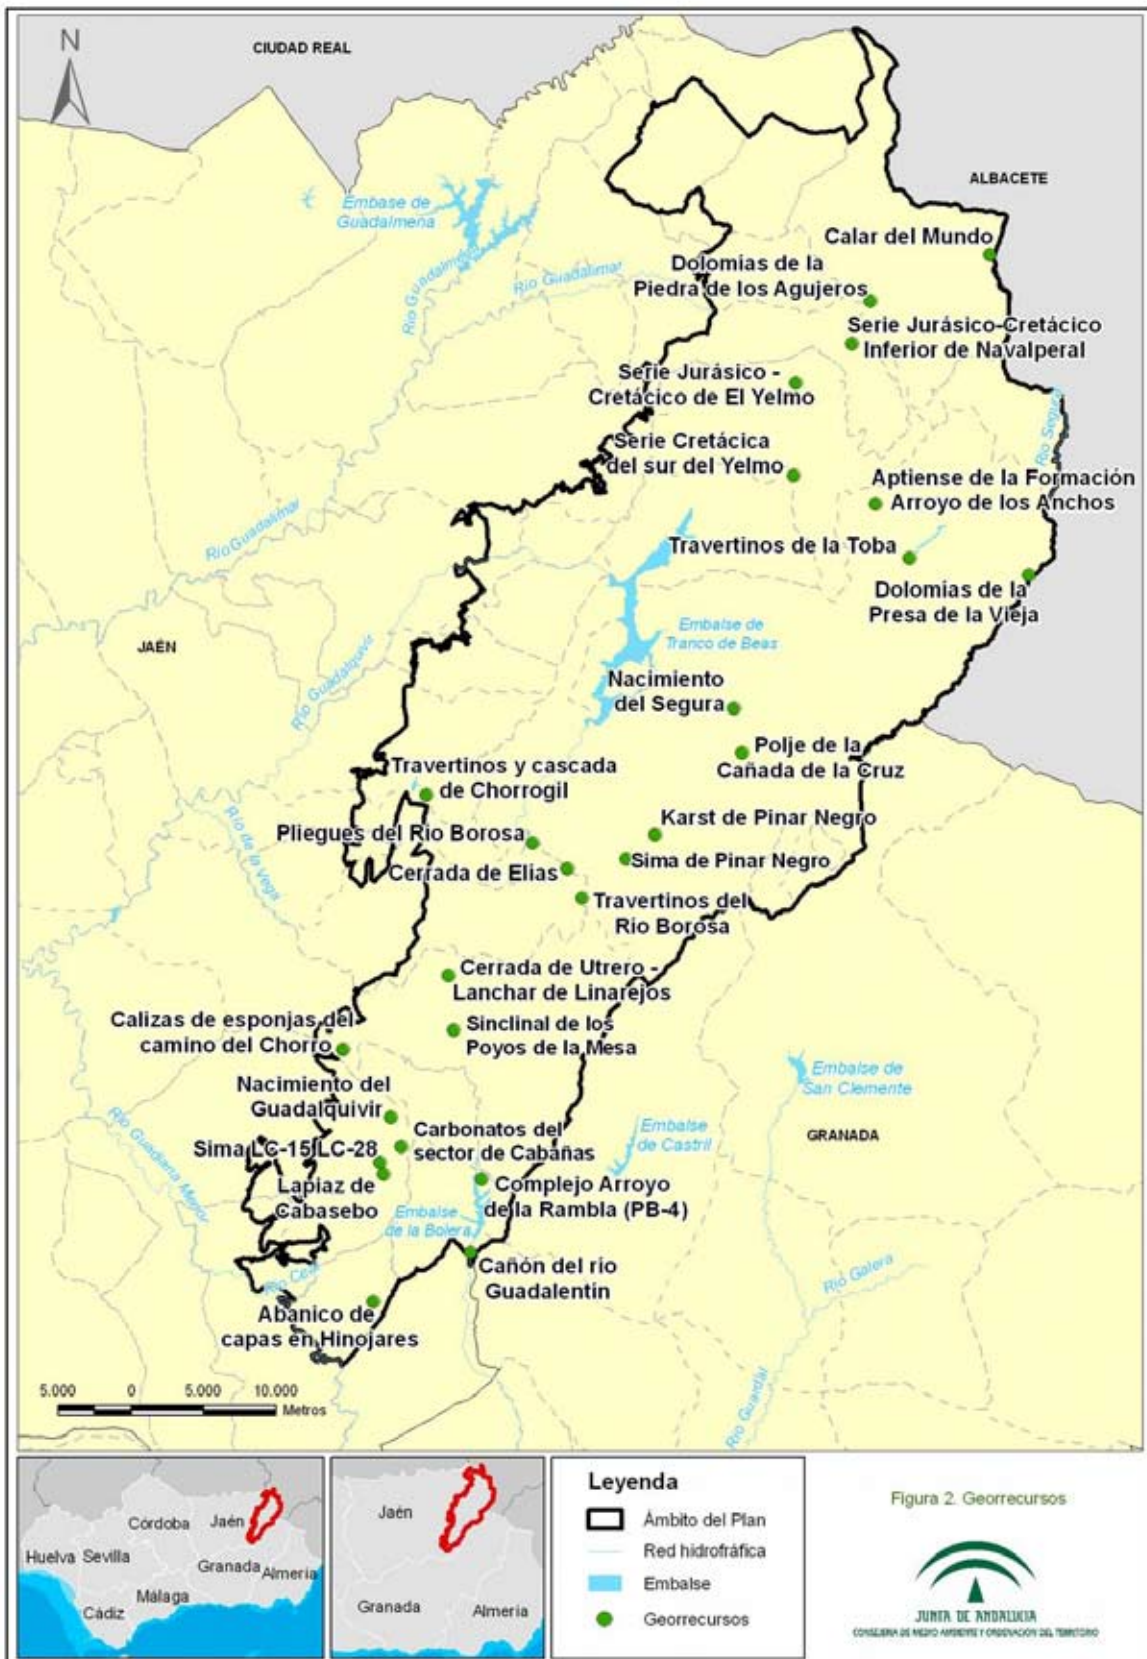 N
CIUDAD REAL
ALBACETE
Embase de
Guadalmena
Calar del Mundo
Dolomias de la
Piedra de los Agujeros
Río Guadalmena
Río Guadalimar
Serie Jurásico-Cretácico
Inferior de Navalperal
Serie Jurásico -
Cretácico de El Yelmo
Río Segura
Serie Cretácica
del sur del Yelmo
Aptiense de la Formación
Arroyo de los Anchos
Río Guadalimar
Travertinos de la Toba
Dolomias de la
Presa de la Vieja
Embalse de
Tranco de Beas
JAÉN
Río Guadalquivir
Nacimiento
del Segura
Polje de la
Cañada de la Cruz
Travertinos y cascada
de Chorrogil
Río de la Vega
Karst de Pinar Negro
Pliegues del Río Borosa
Sima de Pinar Negro
Cerrada de Elias
Travertinos del
Río Borosa
Cerrada de Utrero -
Lanchar de Linarejos
Calizas de esponjas del
camino del Chorro
Sinclinal de los
Poyos de la Mesa
Embalse de
San Clemente
Nacimiento del
Guadalquivir
Embalse
de Castril
GRANADA
Río Guadiana Menor
Sima LC-15 LC-28
Carbonatos del
sector de Cabañas
Lapiaz de
Cabasebo
Complejo Arroyo
de la Rambla (PB-4)
Embalse
de la Bolera
Río Ceal
Cañón del río
Guadalentín
Río Galera
Abanico de
capas en Hinojares
5.000 0 5.000 10.000
Metros
Río Guardal
Córdoba
Jaén
Huelva
Sevilla
Granada
Almería
Málaga
Cádiz
Jaén
Granada
Almería
Leyenda
Ámbito del Plan
Red hidrofráfica
Embalse
Georrecursos
Figura 2. Georrecursos
JUNTA DE ANDALUCIA
CONSEJERIA DE MEDIO AMBIENTE Y ORDENACION DEL TERRITORIO